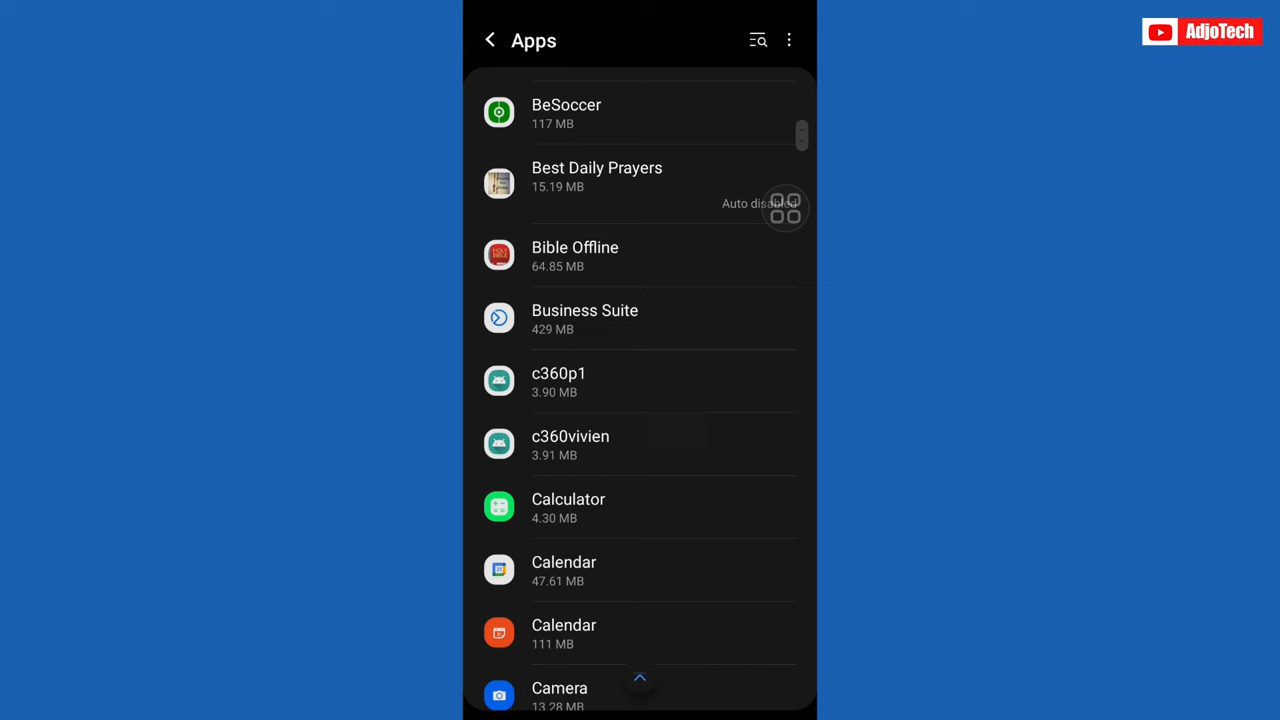 Apps
AdjoTech
BeSoccer
117 MB
Best Daily Prayers
15.19 MB
Auto disabled
Bible Offline
64.85 MB
Business Suite
429 MB
c360p1
3.90 MB
c360vivien
3.91 MB
Calculator
4.30 MB
Calendar
47.61 MB
Calendar
111 MB
Camera
13.28 MB